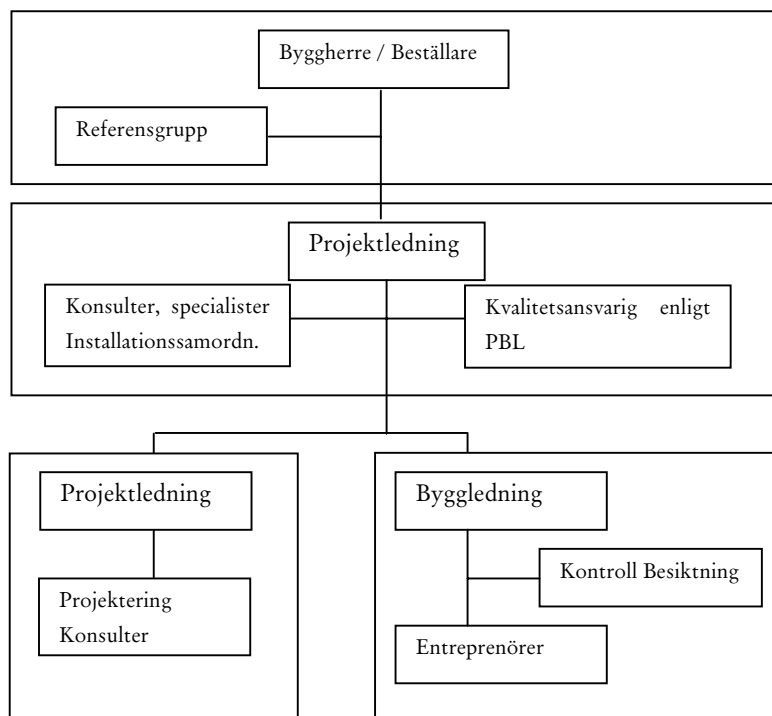 Byggherre / Beställare
Referensgrupp
Projektledning
Konsulter, specialister
Installationssamordn.
Kvalitetsansvarig enligt
PBL
Projektledning
Projektering
Konsulter
Byggledning
Kontroll Besiktning
Entreprenörer